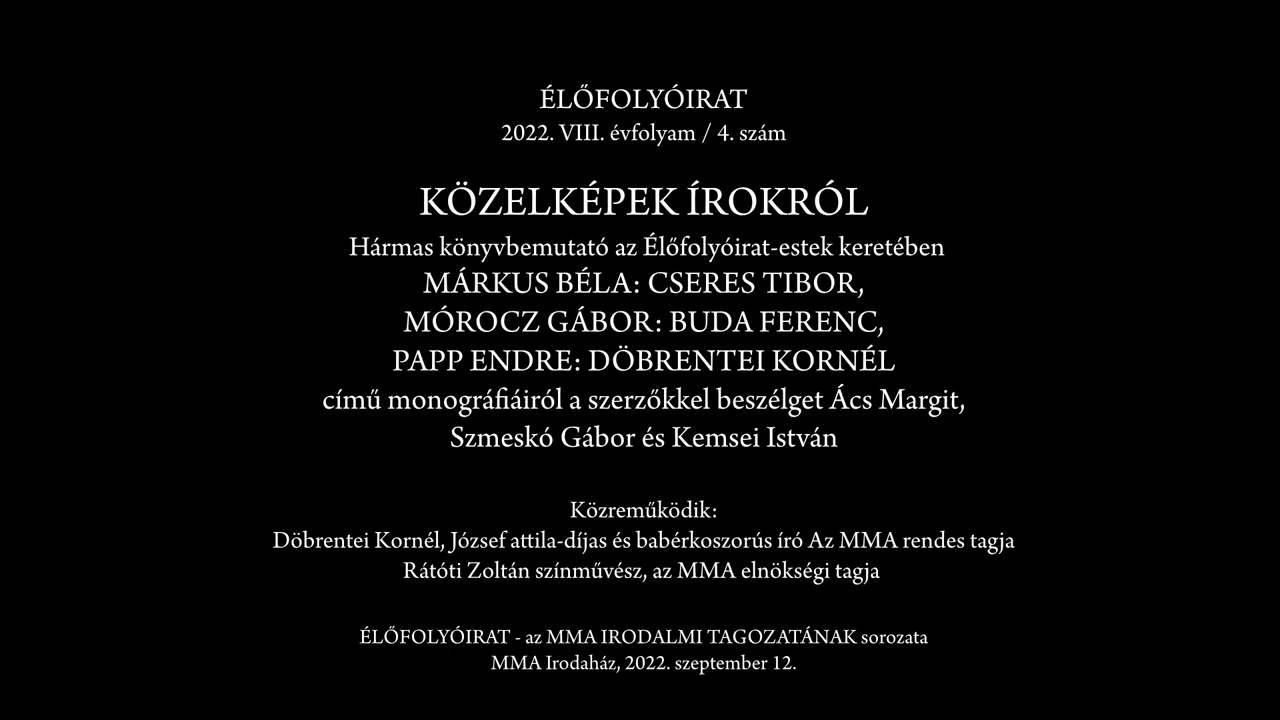 ÉLŐFOLYÓIRAT
2022. VIII. évfolyam / 4. szám
KÖZELKÉPEK ÍROKRÓL
Hármas könyvbemutató az Élőfolyóirat-estek keretében
MÁRKUS BÉLA: CSERES TIBOR,
MÓROCZ GÁBOR: BUDA FERENC,
PAPP ENDRE: DÖBRENTEI KORNÉL
című monográfiáiról a szerzőkkel beszélget Ács Margit,
Szmeskó Gábor és Kemsei István
Közreműködik:
Döbrentei Kornél, József attila-díjas és babérkoszorús író Az MMA rendes tagja
Rátóti Zoltán színművész, az MMA elnökségi tagja
ÉLŐFOLYÓIRAT - az MMA IRODALMI TAGOZATÁNAK sorozata
MMA Irodaház, 2022. szeptember 12.